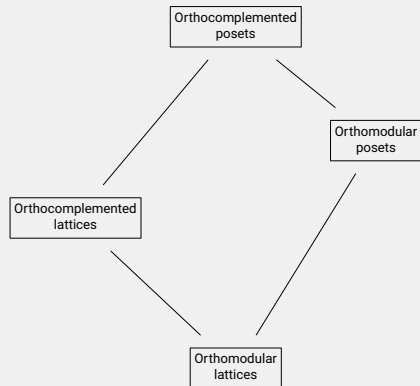 Orthocomplemented
posets
Orthomodular
posets
Orthocomplemented
lattices
Orthomodular
lattices